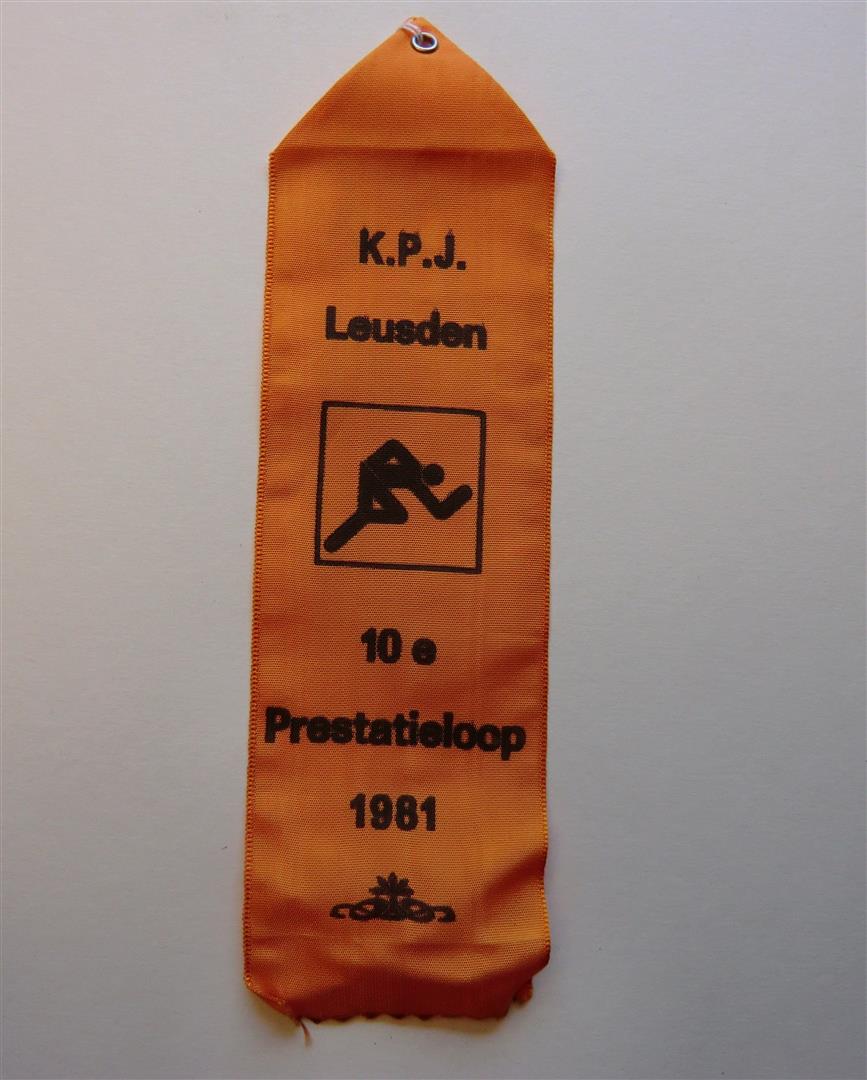 K.P.J.
Leusden
10 e
Prestatieloop
1981